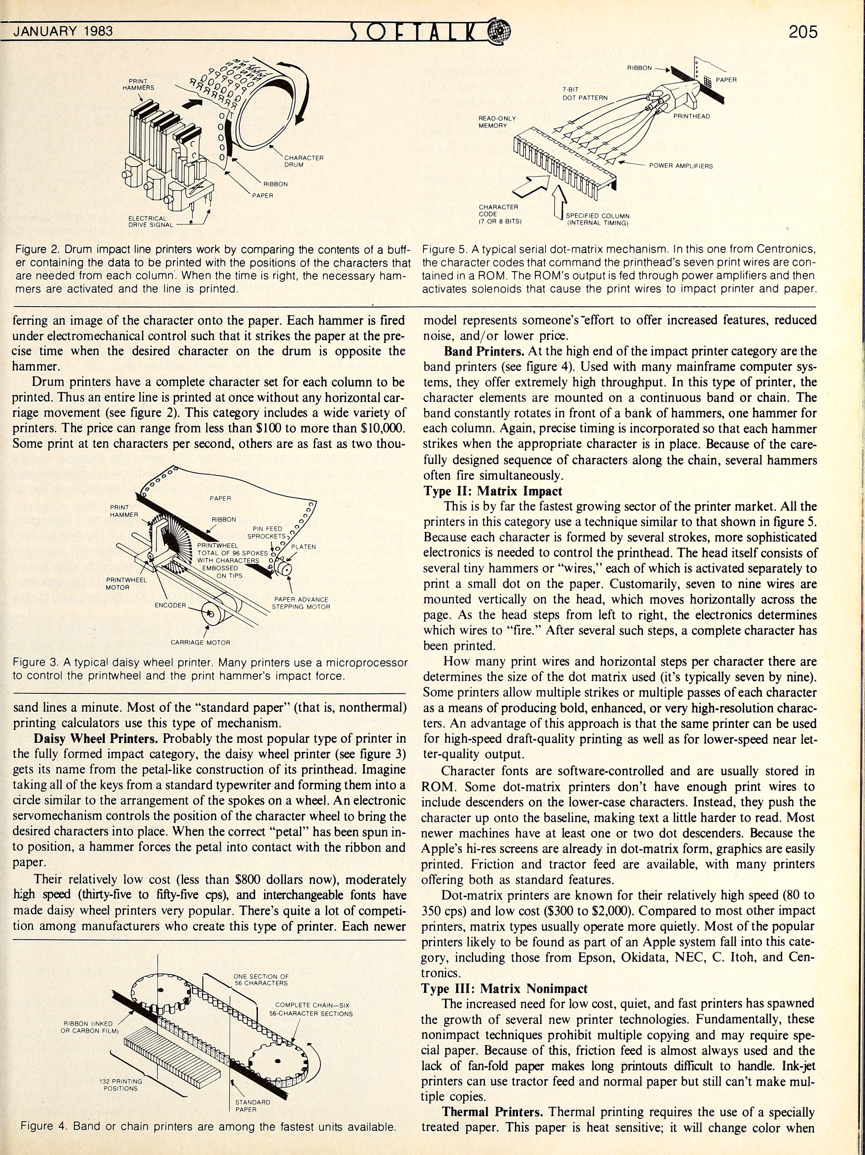 JANUARY 1983
SOFTALK
205
PRINT
HAMMERS
CHARACTER
DRUM
RIBBON
PAPER
ELECTRICAL
DRIVE SIGNAL
Figure 2. Drum impact line printers work by comparing the contents of a buff-
er containing the data to be printed with the positions of the characters that
are needed from each column. When the time is right, the necessary ham-
mers are activated and the line is printed.
RIBBON
PAPER
7-BIT
DOT PATTERN
PRINTHEAD
READ-ONLY
MEMORY
POWER AMPLIFIERS
CHARACTER
CODE
(7 OR 8 BITS)
SPECIFIED COLUMN
(INTERNAL TIMING)
Figure 5. A typical serial dot-matrix mechanism. In this one from Centronics,
the character codes that command the printhead's seven print wires are con-
tained in a ROM. The ROM's output is fed through power amplifiers and then
activates solenoids that cause the print wires to impact printer and paper.
ferring an image of the character onto the paper. Each hammer is fired
under electromechanical control such that it strikes the paper at the pre-
cise time when the desired character on the drum is opposite the
hammer.
Drum printers have a complete character set for each column to be
printed. Thus an entire line is printed at once without any horizontal car-
riage movement (see figure 2). This category includes a wide variety of
printers. The price can range from less than $100 to more than $10,000.
Some print at ten characters per second, others are as fast as two thou-
PAPER
PRINT
HAMMER
RIBBON
PIN FEED
SPROCKETS
PLATEN
PRINTWHEEL
TOTAL OF 96 SPOKES
WITH CHARACTERS
EMBOSSED
ON TIPS
PRINTWHEEL
MOTOR
ENCODER
PAPER ADVANCE
STEPPING MOTOR
CARRIAGE MOTOR
Figure 3. A typical daisy wheel printer. Many printers use a microprocessor
to control the printwheel and the print hammer's impact force.
sand lines a minute. Most of the "standard paper" (that is, nonthermal)
printing calculators use this type of mechanism.
Daisy Wheel Printers. Probably the most popular type of printer in
the fully formed impact category, the daisy wheel printer (see figure 3)
gets its name from the petal-like construction of its printhead. Imagine
taking all of the keys from a standard typewriter and forming them into a
circle similar to the arrangement of the spokes on a wheel. An electronic
servomechanism controls the position of the character wheel to bring the
desired characters into place. When the correct "petal" has been spun in-
to position, a hammer forces the petal into contact with the ribbon and
paper.
Their relatively low cost (less than $800 dollars now), moderately
high speed (thirty-five to fifty-five cps), and interchangeable fonts have
made daisy wheel printers very popular. There's quite a lot of competi-
tion among manufacturers who create this type of printer. Each newer
ONE SECTION OF
56 CHARACTERS
COMPLETE CHAIN—SIX
56-CHARACTER SECTIONS
RIBBON (INKED
OR CARBON FILM)
132 PRINTING
POSITIONS
STANDARD
PAPER
Figure 4. Band or chain printers are among the fastest units available.
model represents someone's effort to offer increased features, reduced
noise, and/or lower price.
Band Printers. At the high end of the impact printer category are the
band printers (see figure 4). Used with many mainframe computer sys-
tems, they offer extremely high throughput. In this type of printer, the
character elements are mounted on a continuous band or chain. The
band constantly rotates in front of a bank of hammers, one hammer for
each column. Again, precise timing is incorporated so that each hammer
strikes when the appropriate character is in place. Because of the care-
fully designed sequence of characters along the chain, several hammers
often fire simultaneously.
Type II: Matrix Impact
This is by far the fastest growing sector of the printer market. All the
printers in this category use a technique similar to that shown in figure 5.
Because each character is formed by several strokes, more sophisticated
electronics is needed to control the printhead. The head itself consists of
several tiny hammers or "wires," each of which is activated separately to
print a small dot on the paper. Customarily, seven to nine wires are
mounted vertically on the head, which moves horizontally across the
page. As the head steps from left to right, the electronics determines
which wires to "fire." After several such steps, a complete character has
been printed.
How many print wires and horizontal steps per character there are
determines the size of the dot matrix used (it's typically seven by nine).
Some printers allow multiple strikes or multiple passes of each character
as a means of producing bold, enhanced, or very high-resolution charac-
ters. An advantage of this approach is that the same printer can be used
for high-speed draft-quality printing as well as for lower-speed near let-
ter-quality output.
Character fonts are software-controlled and are usually stored in
ROM. Some dot-matrix printers don't have enough print wires to
include descenders on the lower-case characters. Instead, they push the
character up onto the baseline, making text a little harder to read. Most
newer machines have at least one or two dot descenders. Because the
Apple's hi-res screens are already in dot-matrix form, graphics are easily
printed. Friction and tractor feed are available, with many printers
offering both as standard features.
Dot-matrix printers are known for their relatively high speed (80 to
350 cps) and low cost ($300 to $2,000). Compared to most other impact
printers, matrix types usually operate more quietly. Most of the popular
printers likely to be found as part of an Apple system fall into this cate-
gory, including those from Epson, Okidata, NEC, C. Itoh, and Cen-
tronics.
Type III: Matrix Nonimpact
The increased need for low cost, quiet, and fast printers has spawned
the growth of several new printer technologies. Fundamentally, these
nonimpact techniques prohibit multiple copying and may require spe-
cial paper. Because of this, friction feed is almost always used and the
lack of fan-fold paper makes long printouts difficult to handle. Ink-jet
printers can use tractor feed and normal paper but still can't make mul-
tiple copies.
Thermal Printers. Thermal printing requires the use of a specially
treated paper. This paper is heat sensitive; it will change color when